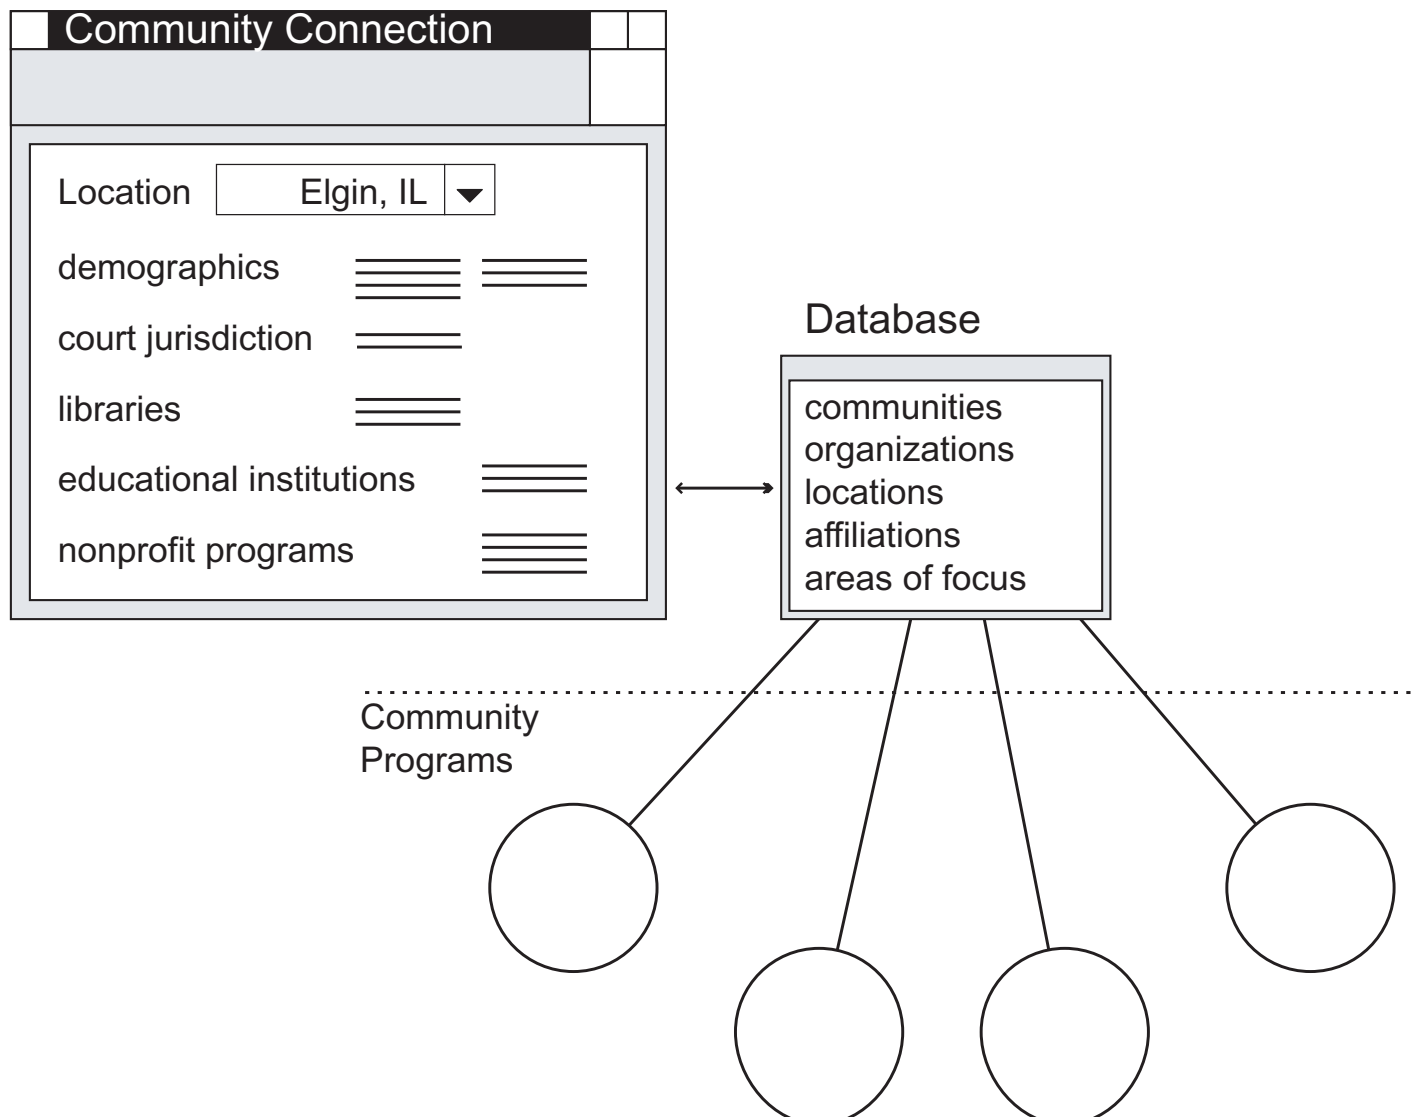 Community Connection
Location
Elgin, IL
demographics
court jurisdiction
libraries
educational institutions
nonprofit programs
Database
communities
organizations
locations
affiliations
areas of focus
Community
Programs